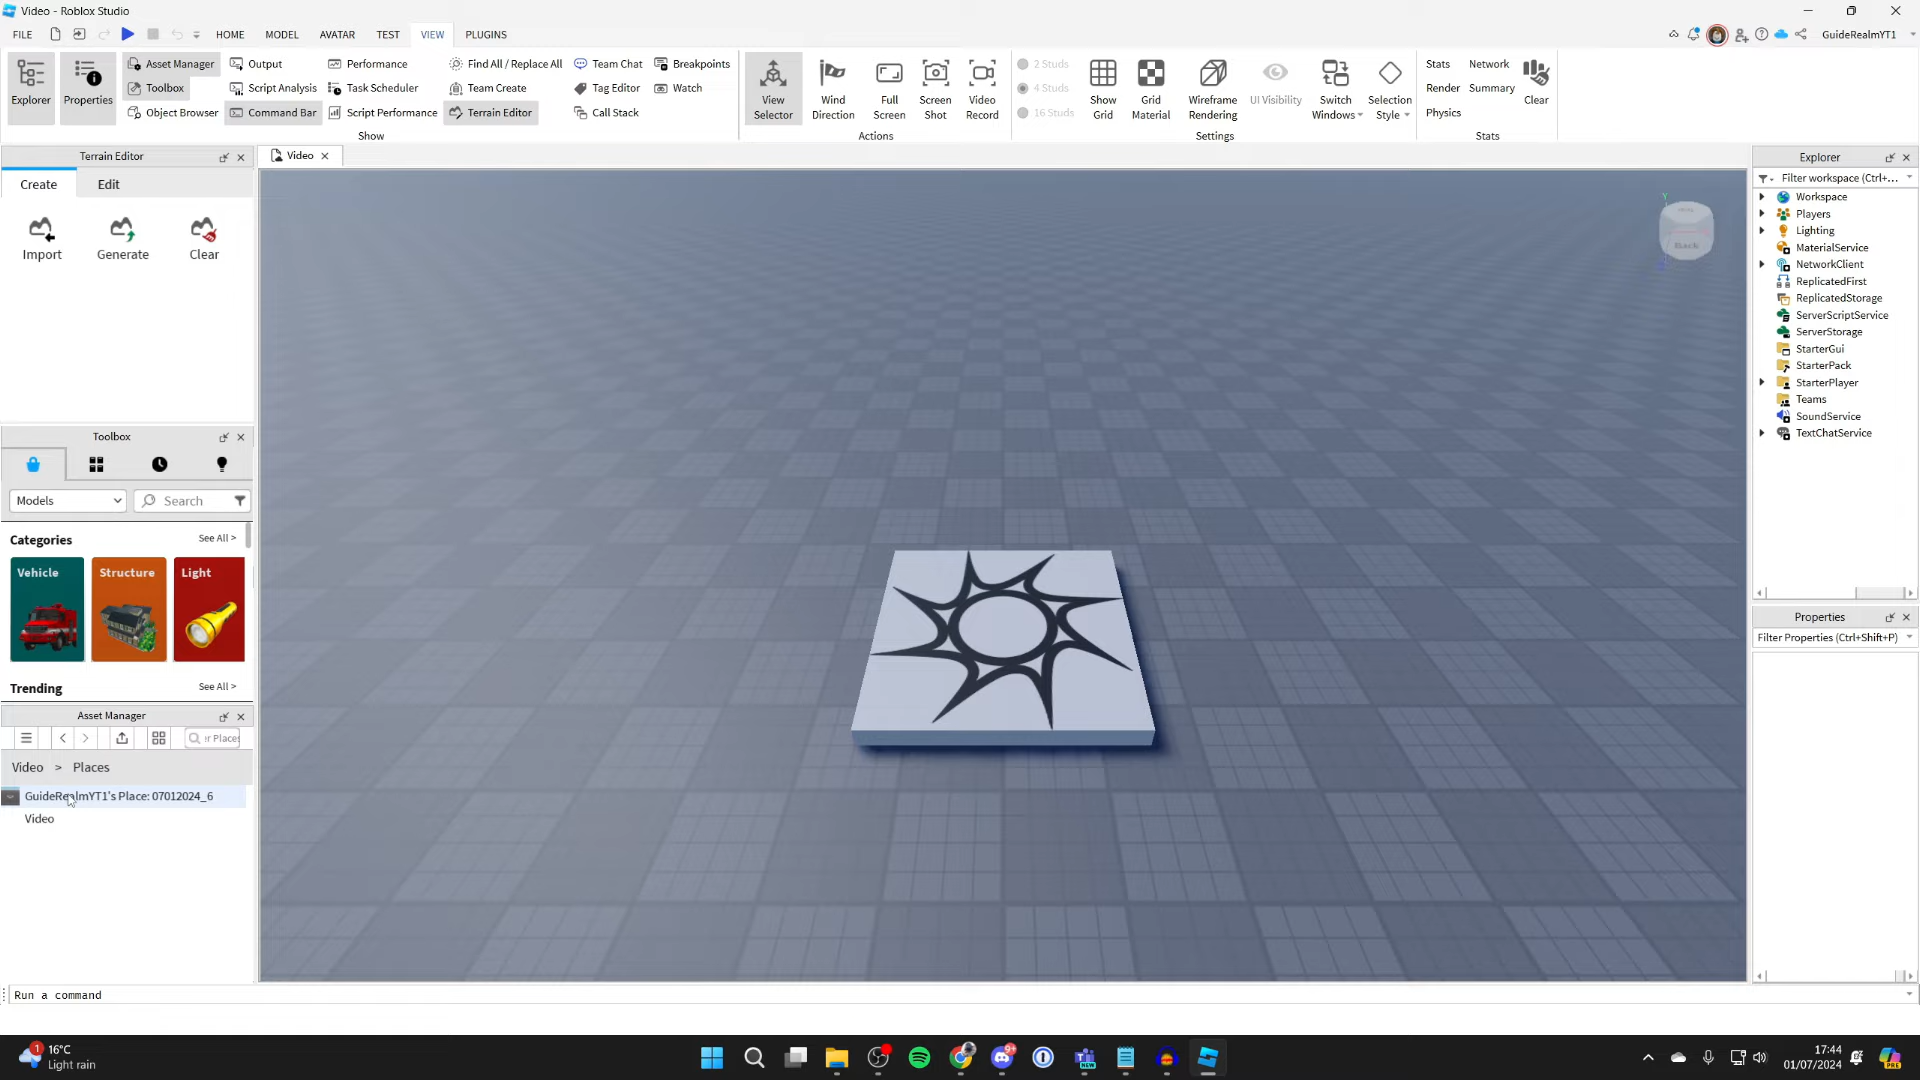 Video - Roblox Studio
FILE HOME MODEL AVATAR TEST VIEW PLUGINS GuideRealmYT1
Explorer
Properties
Asset Manager Output Performance Find All / Replace All Team Chat Breakpoints
Toolbox Script Analysis Task Scheduler Team Create Tag Editor Watch
Object Browser Command Bar Script Performance Terrain Editor Call Stack
Show
View Selector
Wind Direction
Full Screen
Screen Shot
Video Record
Actions
2 Studs
4 Studs
16 Studs
Show Grid
Grid Material
Wireframe Rendering
UI Visibility
Switch Windows
Selection Style
Settings
Stats Network
Render Summary
Physics
Clear
Stats
Terrain Editor
Create Edit
Import Generate Clear
Video
Back
Explorer
Filter workspace (Ctrl+...
Workspace
Players
Lighting
MaterialService
NetworkClient
ReplicatedFirst
ReplicatedStorage
ServerScriptService
ServerStorage
StarterGui
StarterPack
StarterPlayer
Teams
SoundService
TextChatService
Properties
Filter Properties (Ctrl+Shift+P)
Toolbox
Models Search
Categories See All >
Vehicle Structure Light
Trending See All >
Asset Manager
r Places
Video > Places
GuideRealmYT1's Place: 07012024_6
Video
Run a command
1
16°C
Light rain
9+
NEW
17:44
01/07/2024
PRE